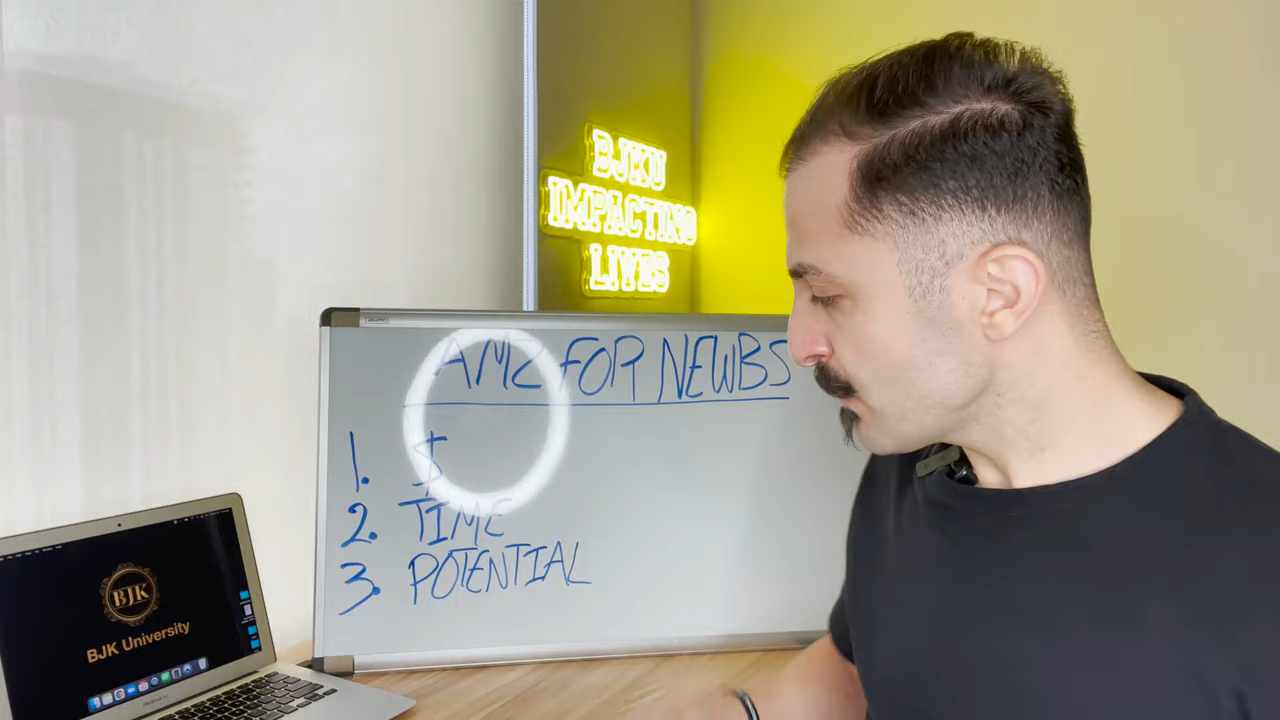 BJKU
IMPACTING
LIVES
AMZ FOR NEWBS
1. $
2. TIME
3. POTENTIAL
BJK
BJK University